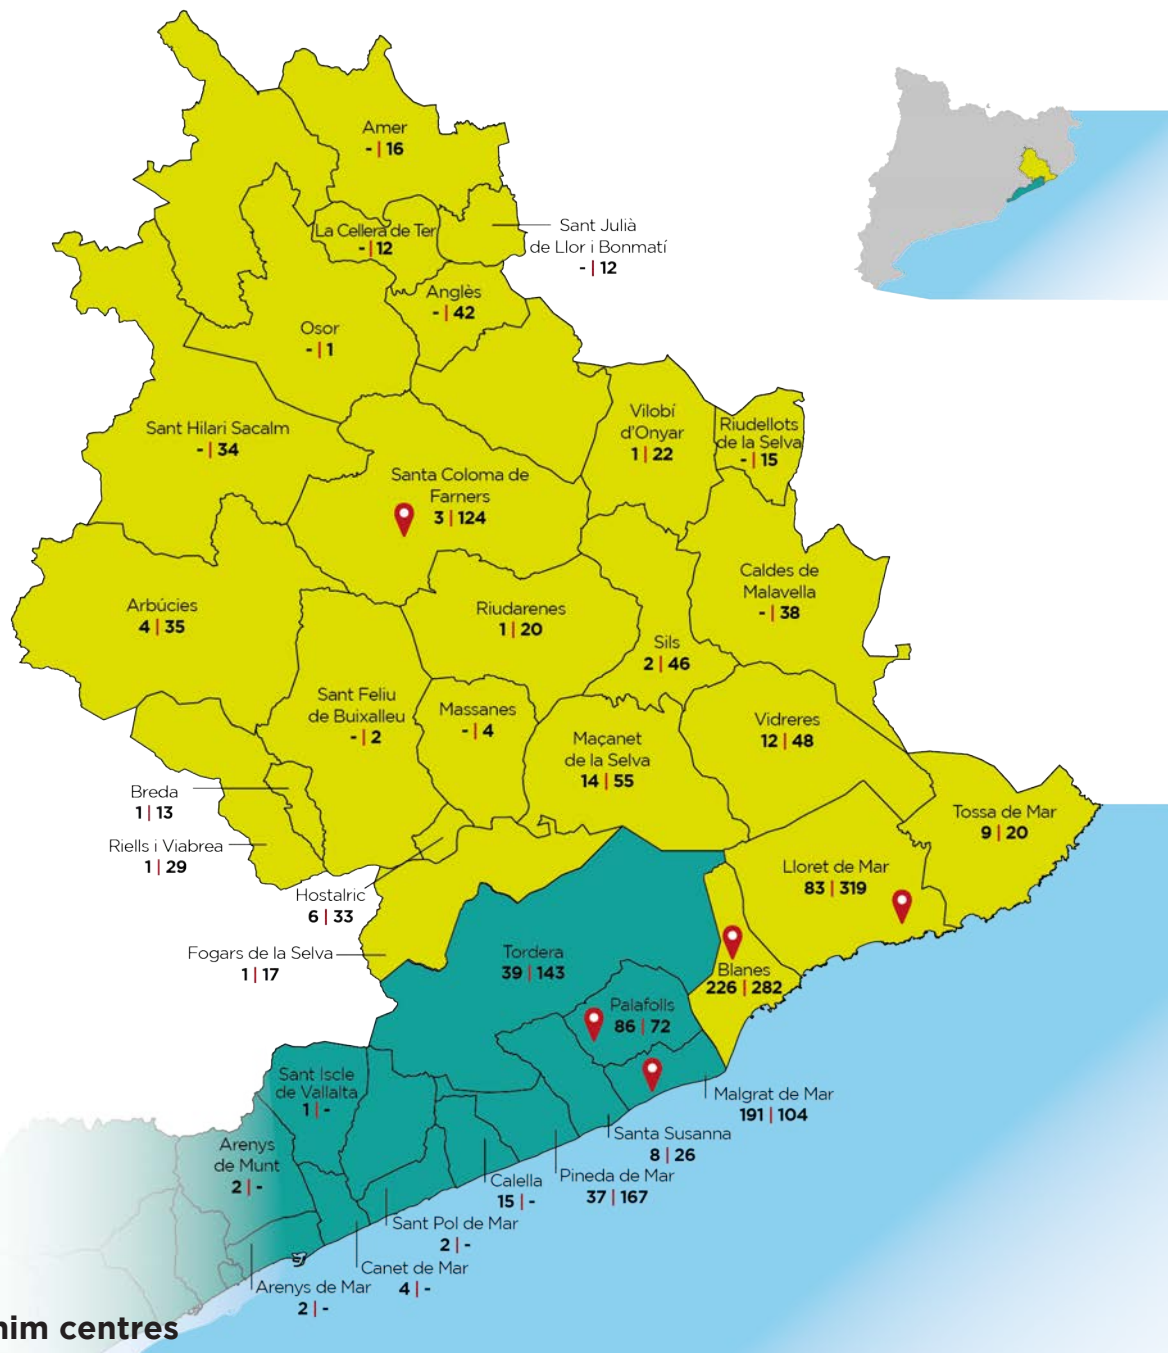 Amer
- | 16
La Cellera de Ter
- | 12
Sant Julià
de Llor i Bonmatí
- | 12
Anglès
- | 42
Osor
- | 1
Sant Hilari Sacalm
- | 34
Vilobí
d'Onyar
1 | 22
Riudellots
de la Selva
- | 15
Santa Coloma de
Farners
3 | 124
Caldes de
Malavella
- | 38
Arbúcies
4 | 35
Riudarenes
1 | 20
Sils
2 | 46
Sant Feliu
de Buixalleu
- | 2
Massanes
- | 4
Maçanet
de la Selva
14 | 55
Vidreres
12 | 48
Breda
1 | 13
Riells i Viabrea
1 | 29
Tossa de Mar
9 | 20
Lloret de Mar
83 | 319
Hostalric
6 | 33
Fogars de la Selva
1 | 17
Tordera
39 | 143
Blanes
226 | 282
Palafolls
86 | 72
Malgrat de Mar
191 | 104
Sant Iscle
de Vallalta
1 | -
Santa Susanna
8 | 26
Arenys
de Munt
2 | -
Pineda de Mar
37 | 167
Calella
15 | -
Sant Pol de Mar
2 | -
Canet de Mar
4 | -
Arenys de Mar
2 | -
centres